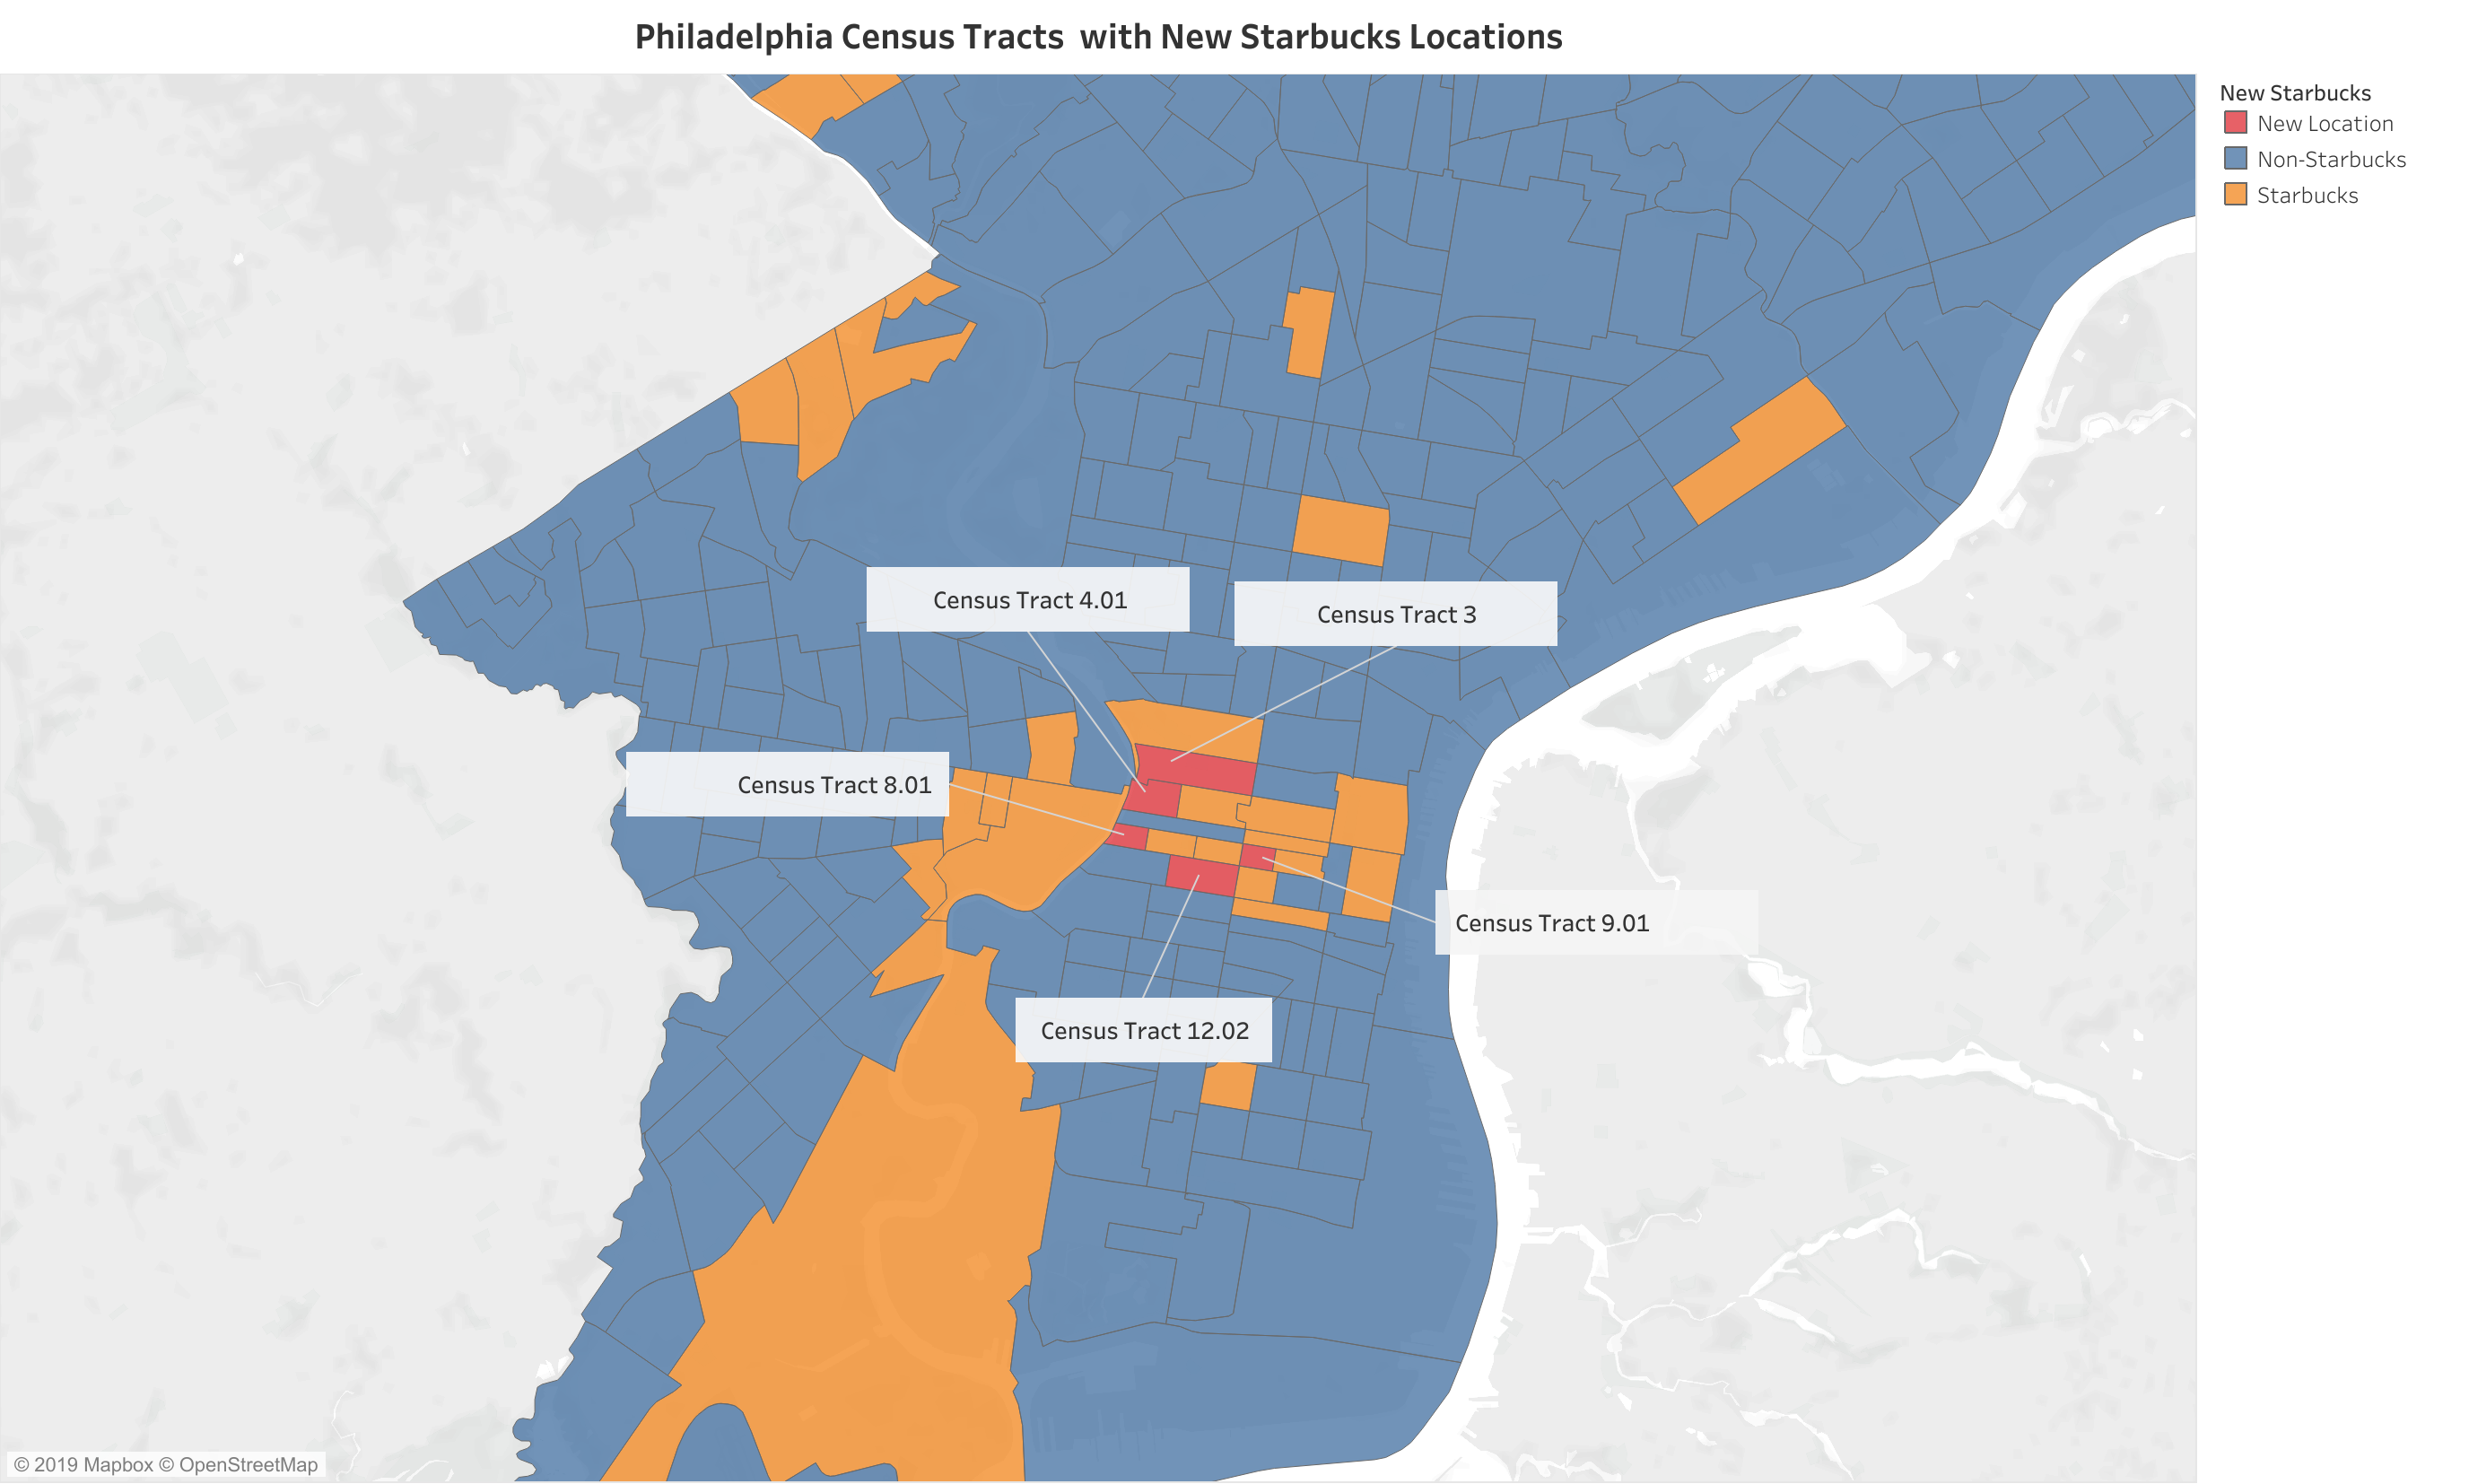 Philadelphia Census Tracts  with New Starbucks Locations
New Starbucks
New Location
Non-Starbucks
Starbucks
Census Tract 4.01
Census Tract 3
Census Tract 8.01
Census Tract 9.01
Census Tract 12.02
© 2019 Mapbox © OpenStreetMap